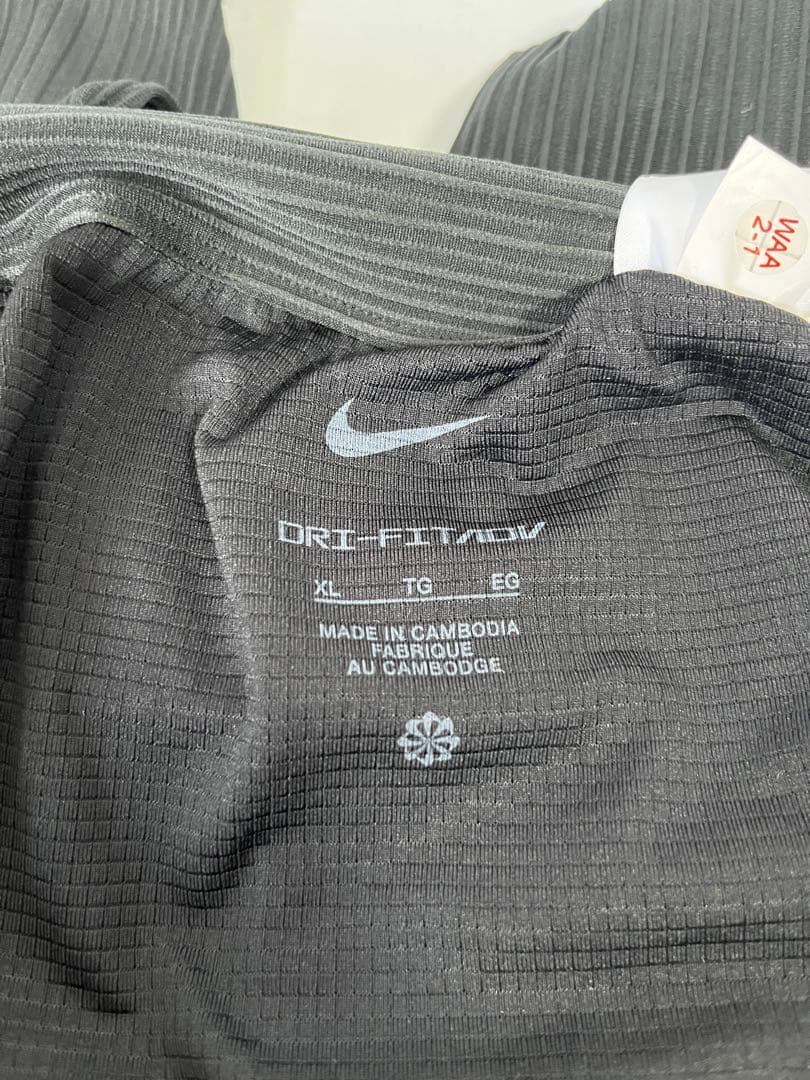 WAA
2-1
DRI-FIT ADV
XL TG EG
MADE IN CAMBODIA
FABRIQUE
AU CAMBODGE